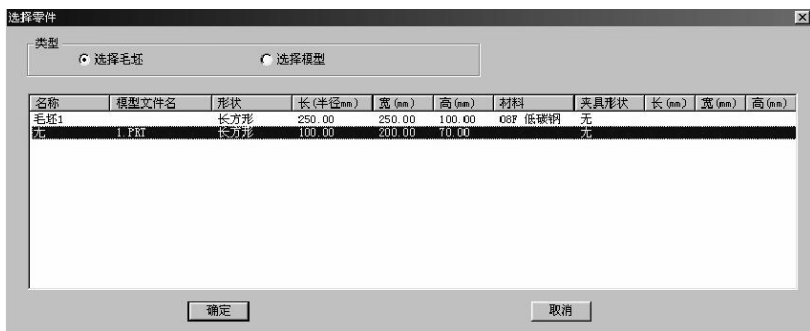 选择零件
类型
选择毛坯 选择模型
名称 模型文件名 形状 长(半径mm) 宽(mm) 高(mm) 材料 夹具形状 长(mm) 宽(mm) 高(mm)
毛坯1 长方形 250.00 250.00 100.00 08F 低碳钢 无
无 1.PRT 长方形 100.00 200.00 70.00 无
确定 取消